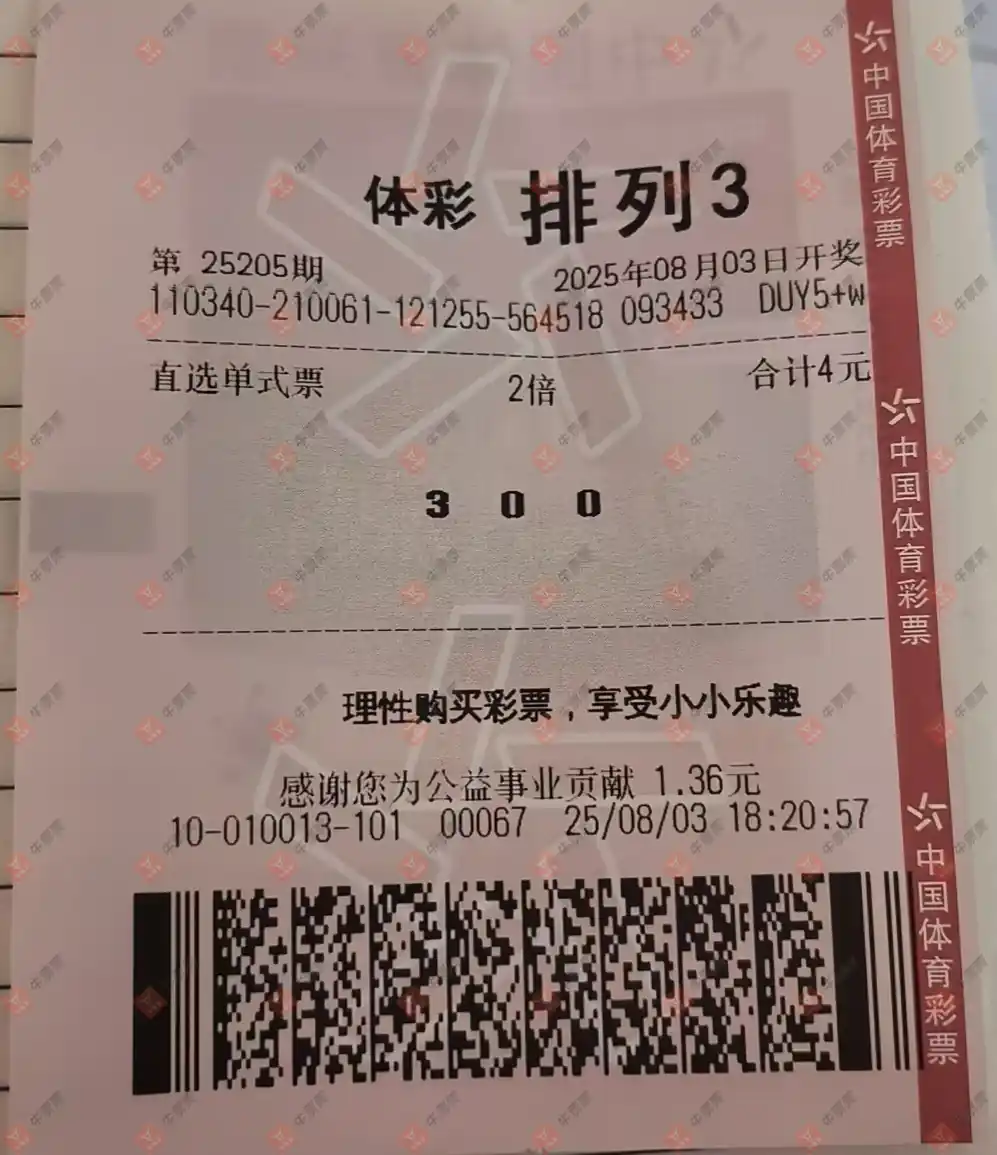 体彩 排列3
第 25205期 2025年08月03日开奖
110340-210061-121255-564518 093433 DUY5+w
直选单式票 2倍 合计4元
3 0 0
理性购买彩票，享受小小乐趣
感谢您为公益事业贡献 1.36元
10-010013-101 00067 25/08/03 18:20:57
中国体育彩票
中国体育彩票
中国体育彩票